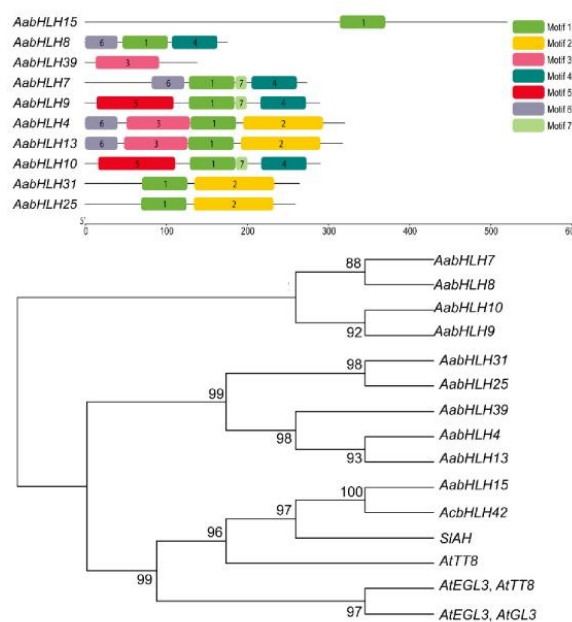 AabHLH15 1 Motif 1
AabHLH8 6 1 4 Motif 2
AabHLH39 3 Motif 3
AabHLH7 6 1 7 4 Motif 4
AabHLH9 5 1 7 4 Motif 5
AabHLH4 6 3 1 2 Motif 6
AabHLH13 6 3 1 2 Motif 7
AabHLH10 5 1 7 4
AabHLH31 1 2
AabHLH25 1 2
5'
0 100 200 300 400 500 600
88 AabHLH7
AabHLH8
AabHLH10
92 AabHLH9
98 AabHLH31
99 AabHLH25
AabHLH39
98 AabHLH4
93 AabHLH13
100 AabHLH15
97 AcbHLH42
96 SlAH
AtTT8
99 AtEGL3, AtTT8
97 AtEGL3, AtGL3